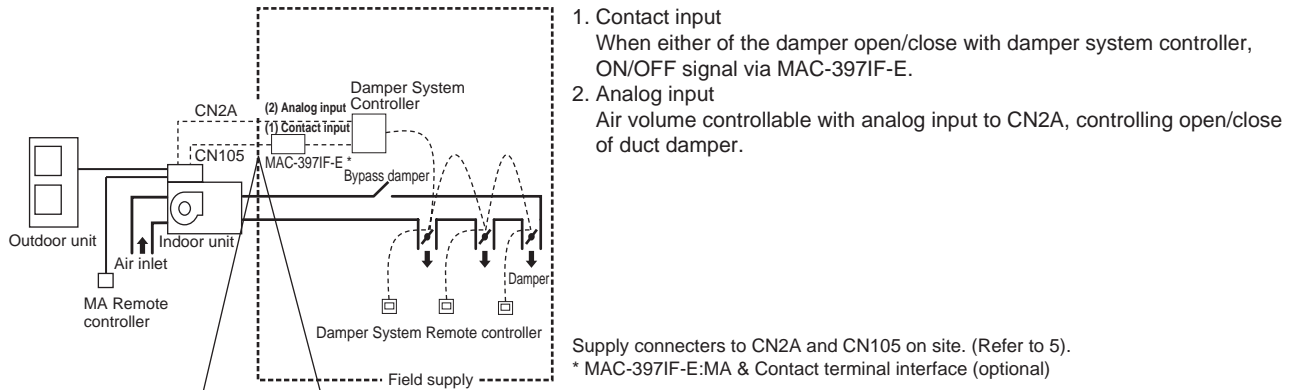 1. Contact input
When either of the damper open/close with damper system controller,
ON/OFF signal via MAC-397IF-E.
2. Analog input
Air volume controllable with analog input to CN2A, controlling open/close
of duct damper.
Damper System
Controller
CN2A
(2) Analog input
(1) Contact input
CN105
MAC-397IF-E *
Bypass damper
Outdoor unit
Indoor unit
Air inlet
Damper
MA Remote
controller
Damper System Remote controller
Field supply
Supply connecters to CN2A and CN105 on site. (Refer to 5).
* MAC-397IF-E:MA & Contact terminal interface (optional)